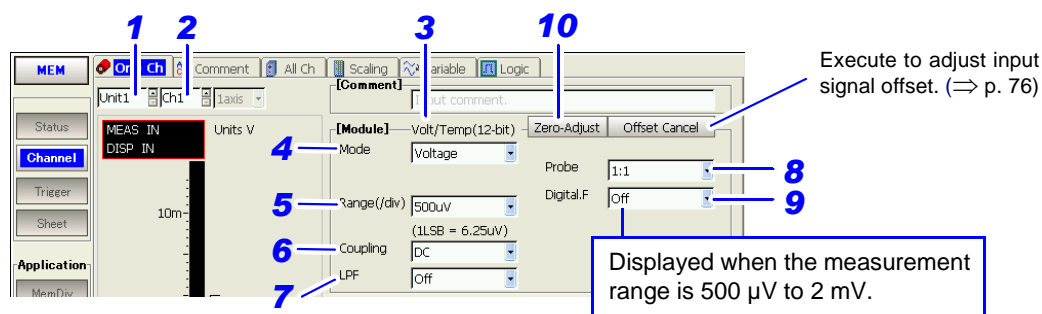 1 2 3 10
MEM
One Ch Comment All Ch Scaling Variable Logic
Unit1 Ch1 1axis
[Comment]
Input comment.
Execute to adjust input
signal offset. (⇒ p. 76)
Status
Channel
Trigger
Sheet
Application
MemDiv
MEAS IN
DISP IN
Units V
10m
[Module] Volt/Temp(12-bit) Zero-Adjust Offset Cancel
4 Mode Voltage
Probe 1:1 8
5 Range(/div) 500uV
Digital.F Off 9
(1LSB = 6.25uV)
6 Coupling DC
7 LPF Off
Displayed when the measurement
range is 500 μV to 2 mV.